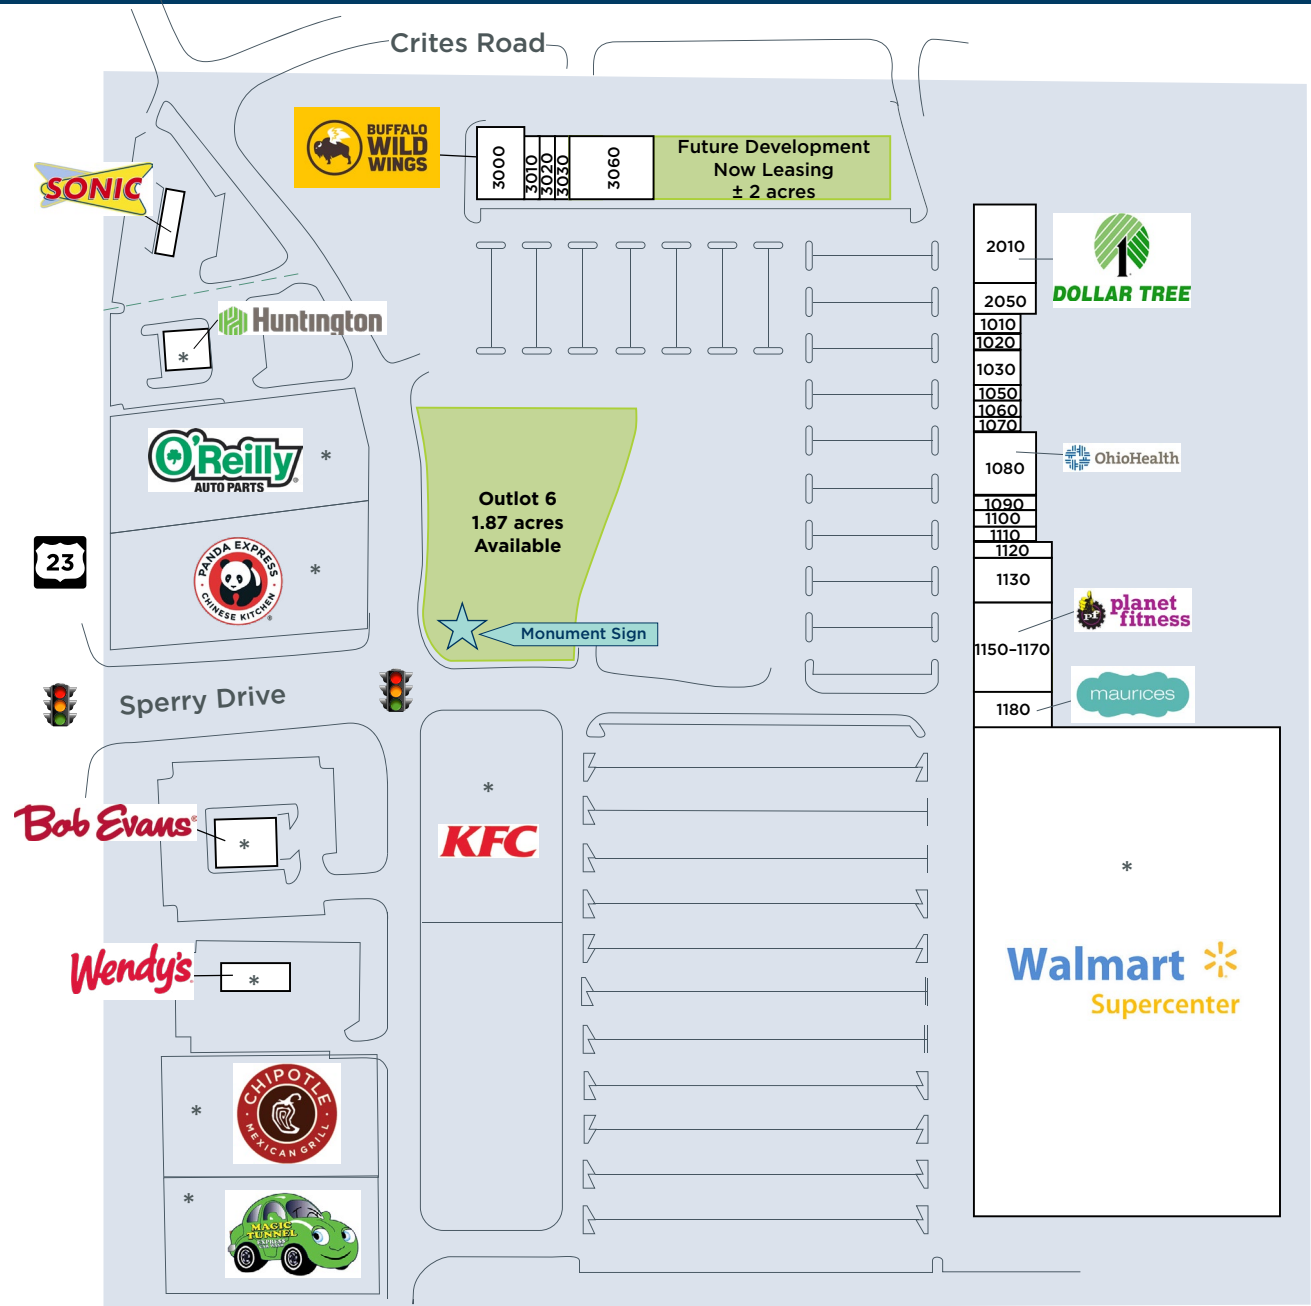 Crites Road
BUFFALO
WILD
WINGS
3000
3010
3020
3030
3060
Future Development
Now Leasing
± 2 acres
SONIC
2010
DOLLAR TREE
2050
Huntington
*
1010
1020
1030
1050
1060
1070
O'Reilly
AUTO PARTS
*
1080
OhioHealth
Outlot 6
1.87 acres
Available
1090
1100
1110
1120
23
PANDA EXPRESS
CHINESE KITCHEN
*
1130
planet
fitness
PF
Monument Sign
1150–1170
Sperry Drive
1180
maurices
*
KFC
Bob Evans
*
*
Walmart
Supercenter
Wendy's
*
CHIPOTLE
MEXICAN GRILL
*
*
MAGIC
TUNNEL